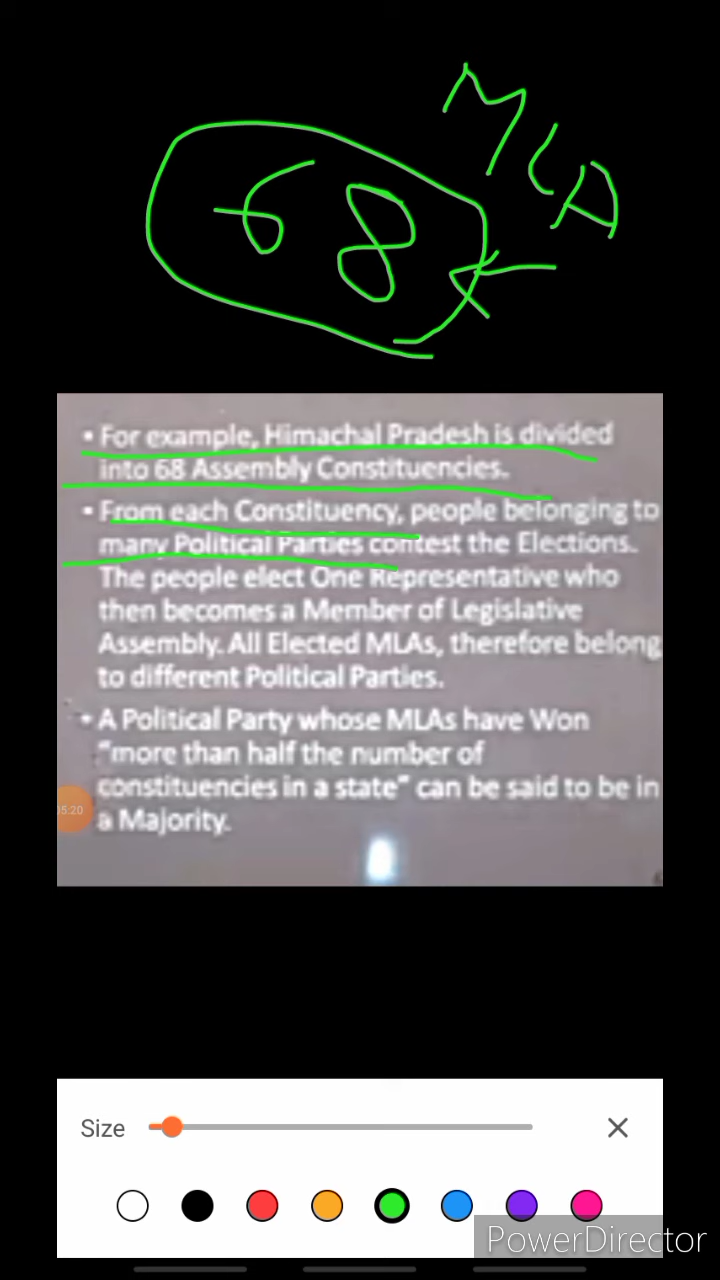 MLA
68
• For example, Himachal Pradesh is divided
into 68 Assembly Constituencies.
• From each Constituency, people belonging to
many Political Parties contest the Elections.
The people elect One Representative who
then becomes a Member of Legislative
Assembly. All Elected MLAs, therefore belong
to different Political Parties.
• A Political Party whose MLAs have Won
"more than half the number of
constituencies in a state" can be said to be in
a Majority.
05:20
Size
PowerDirector